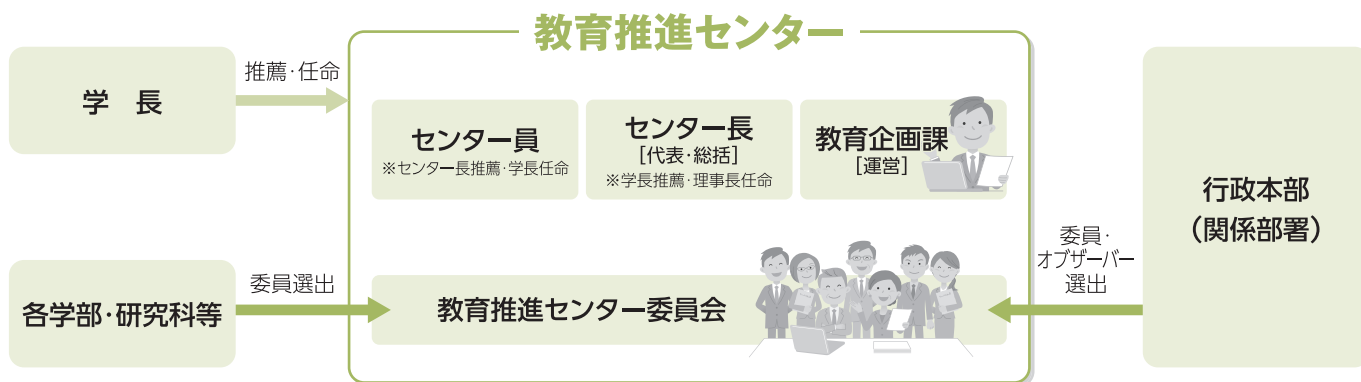 教育推進センター
学　長
推薦・任命
センター員
※センター長推薦・学長任命
センター長
[代表・総括]
※学長推薦・理事長任命
教育企画課
[運営]
行政本部
（関係部署）
各学部・研究科等
委員選出
教育推進センター委員会
委員・
オブザーバー
選出